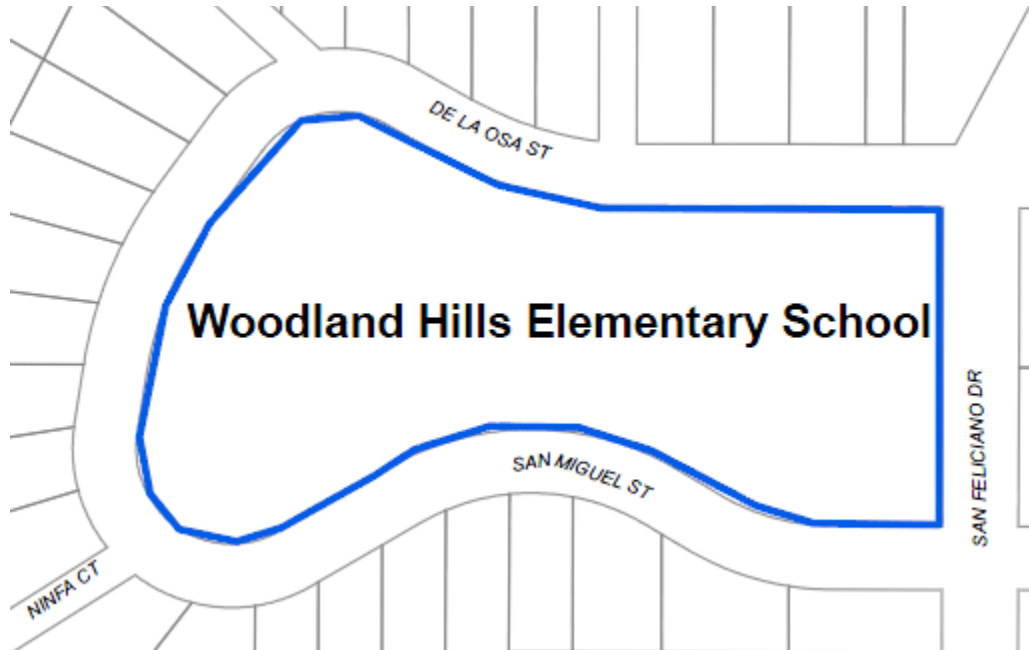 DE LA OSA ST
Woodland Hills Elementary School
SAN FELICIANO DR
SAN MIGUEL ST
NINFA CT